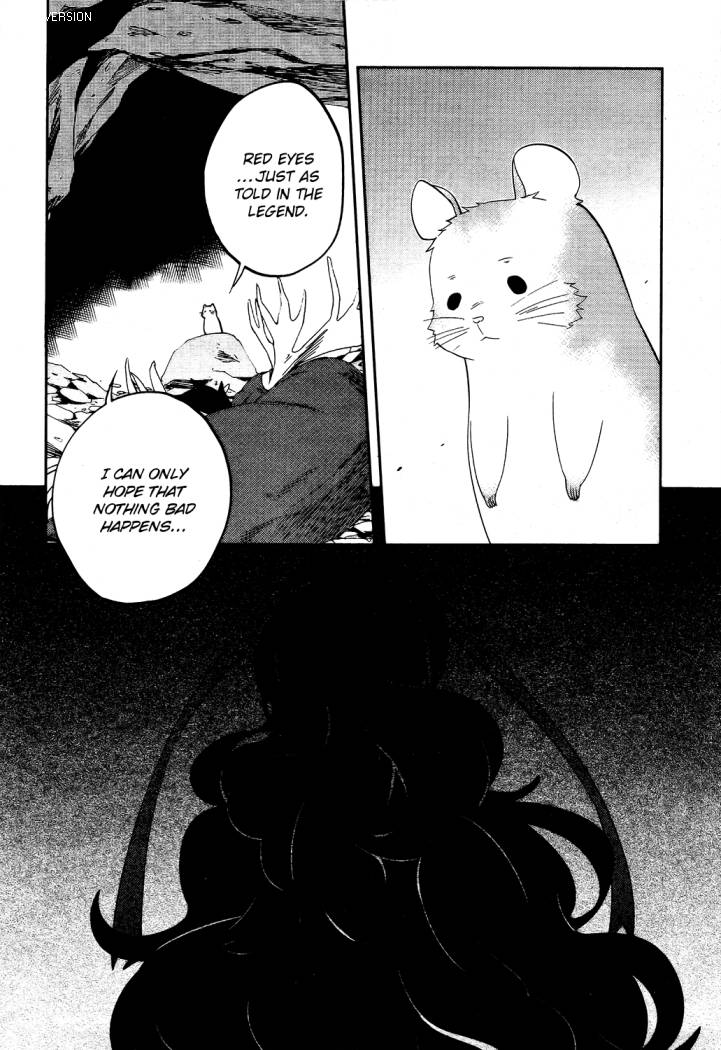 VERSION
RED EYES
...JUST AS
TOLD IN THE
LEGEND.
I CAN ONLY
HOPE THAT
NOTHING BAD
HAPPENS...